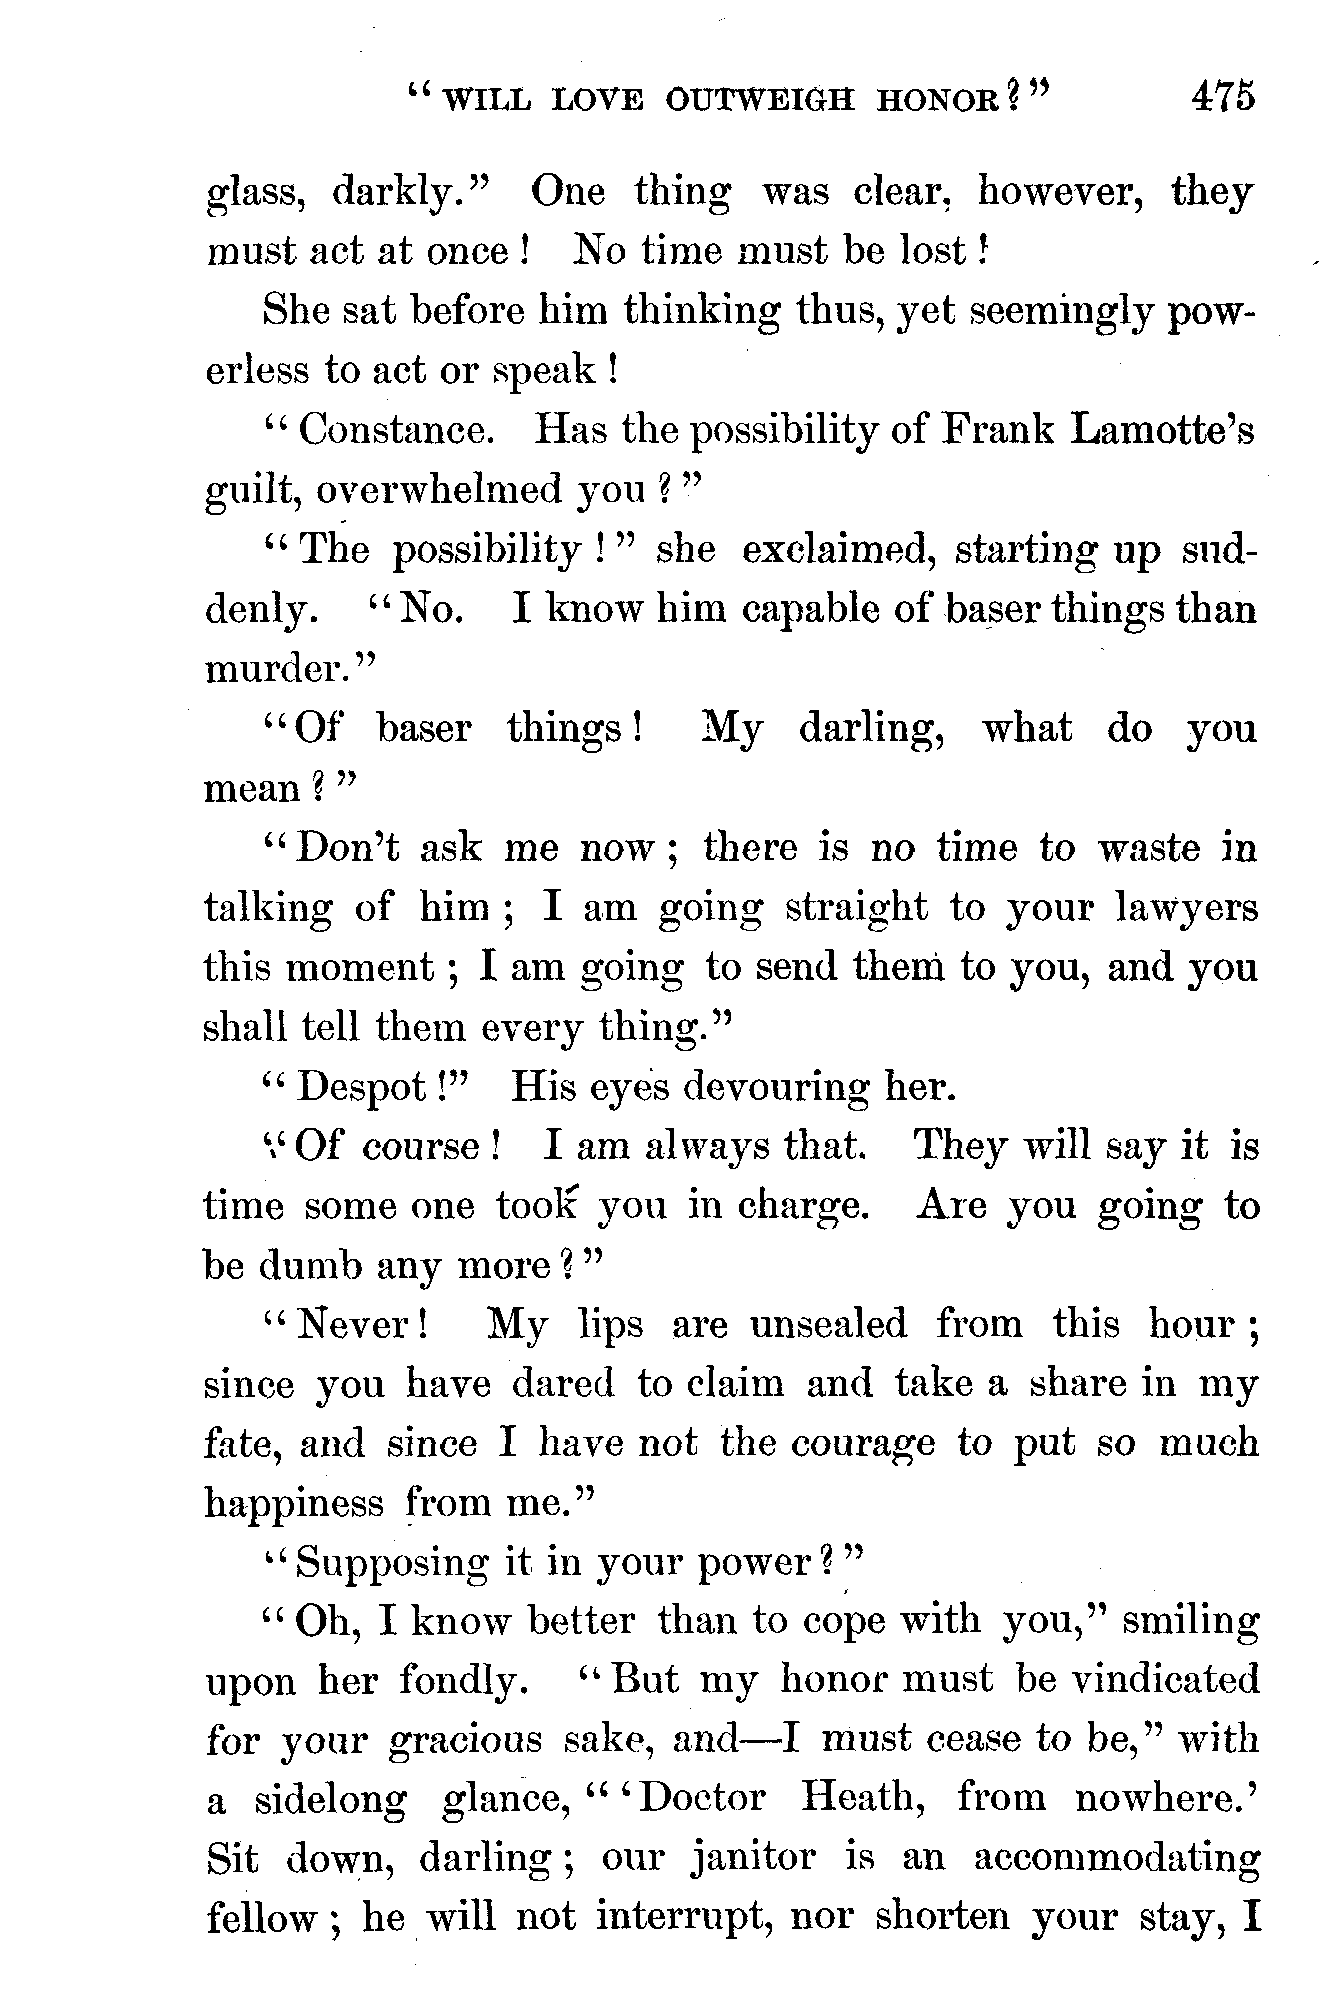 "WILL LOVE OUTWEIGH HONOR?" 475
glass, darkly." One thing was clear, however, they
must act at once! No time must be lost!
She sat before him thinking thus, yet seemingly pow-
erless to act or speak!
"Constance. Has the possibility of Frank Lamotte's
guilt, overwhelmed you?"
"The possibility!" she exclaimed, starting up sud-
denly. "No. I know him capable of baser things than
murder."
"Of baser things! My darling, what do you
mean?"
"Don't ask me now; there is no time to waste in
talking of him; I am going straight to your lawyers
this moment; I am going to send them to you, and you
shall tell them every thing."
"Despot!" His eyes devouring her.
"Of course! I am always that. They will say it is
time some one took you in charge. Are you going to
be dumb any more?"
"Never! My lips are unsealed from this hour;
since you have dared to claim and take a share in my
fate, and since I have not the courage to put so much
happiness from me."
"Supposing it in your power?"
"Oh, I know better than to cope with you," smiling
upon her fondly. "But my honor must be vindicated
for your gracious sake, and—I must cease to be," with
a sidelong glance, "'Doctor Heath, from nowhere.'
Sit down, darling; our janitor is an accommodating
fellow; he will not interrupt, nor shorten your stay, I